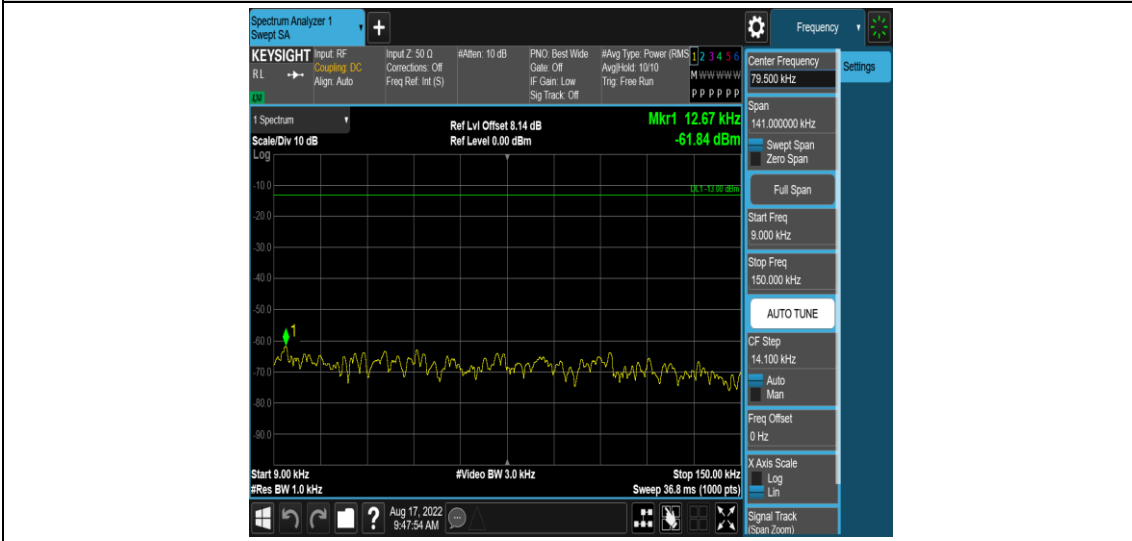 Spectrum Analyzer 1
Swept SA
+
Frequency
KEYSIGHT
RL
Input: RF
Coupling: DC
Align: Auto
Input Z: 50 Ω
Corrections: Off
Freq Ref: Int (S)
#Atten: 10 dB
PNO: Best Wide
Gate: Off
IF Gain: Low
Sig Track: Off
#Avg Type: Power (RMS
Avg|Hold: 10/10
Trig: Free Run
1 2 3 4 5 6
M W W W W W
P P P P P P
1 Spectrum
Scale/Div 10 dB
Log
Ref Lvl Offset 8.14 dB
Ref Level 0.00 dBm
Mkr1 12.67 kHz
-61.84 dBm
DL1 -13.00 dBm
-10.0
-20.0
-30.0
-40.0
-50.0
-60.0
-70.0
-80.0
-90.0
1
Start 9.00 kHz
#Res BW 1.0 kHz
#Video BW 3.0 kHz
Stop 150.00 kHz
Sweep 36.8 ms (1000 pts)
Center Frequency
79.500 kHz
Settings
Span
141.000000 kHz
Swept Span
Zero Span
Full Span
Start Freq
9.000 kHz
Stop Freq
150.000 kHz
AUTO TUNE
CF Step
14.100 kHz
Auto
Man
Freq Offset
0 Hz
X Axis Scale
Log
Lin
Signal Track
(Span Zoom)
?
Aug 17, 2022
9:47:54 AM